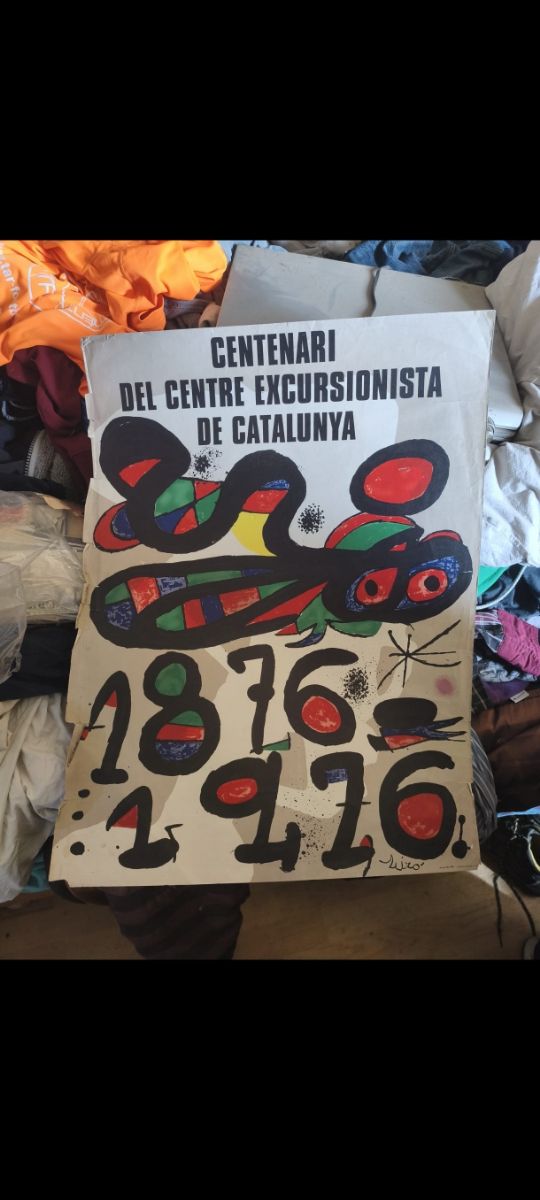 CENTENARI
DEL CENTRE EXCURSIONISTA
DE CATALUNYA
1876
1976
Miró